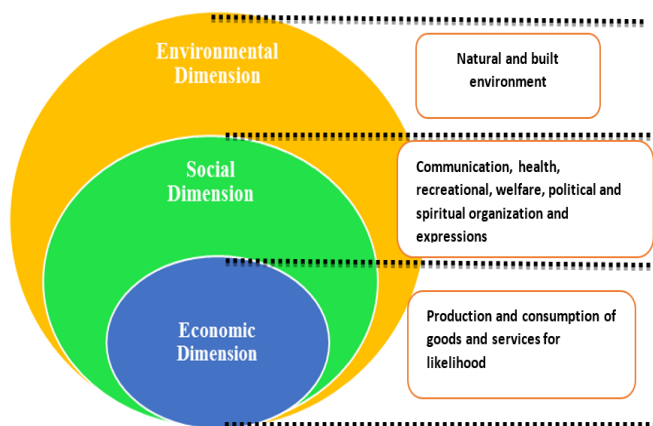 Environmental
Dimension
Natural and built
environment
Social
Dimension
Communication, health,
recreational, welfare, political and
spiritual organization and
expressions
Economic
Dimension
Production and consumption of
goods and services for
likelihood